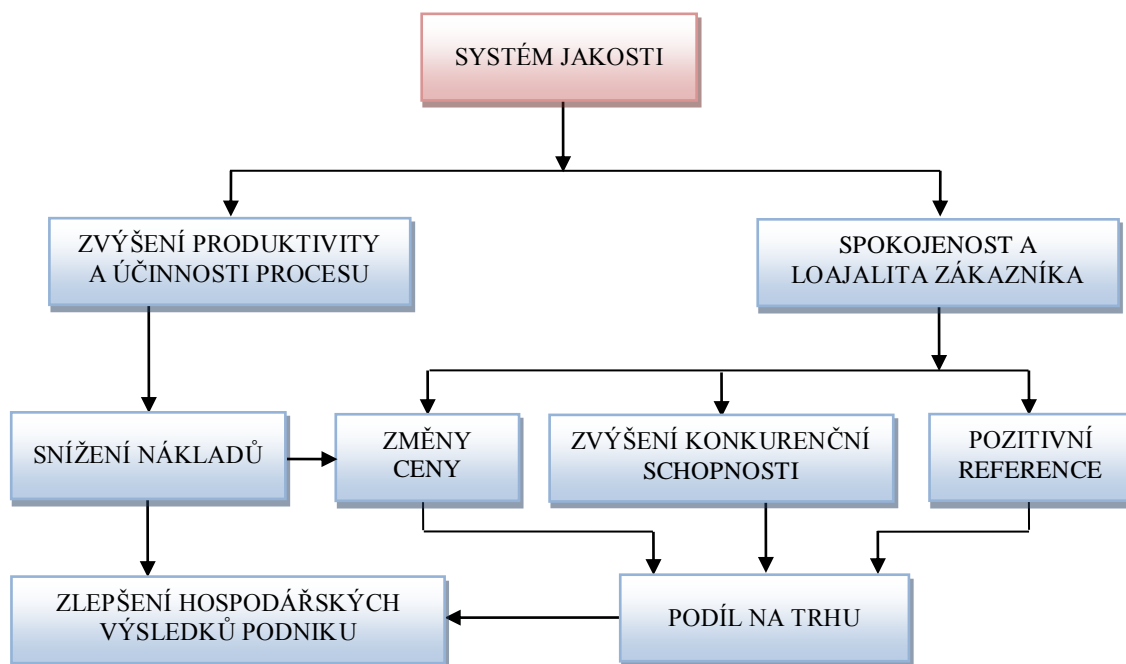 SYSTÉM JAKOSTI
ZVÝŠENÍ PRODUKTIVITY
A ÚČINNOSTI PROCESU
SPOKOJENOST A
LOAJALITA ZÁKAZNÍKA
SNÍŽENÍ NÁKLADŮ
ZMĚNY
CENY
ZVÝŠENÍ KONKURENČNÍ
SCHOPNOSTI
POZITIVNÍ
REFERENCE
ZLEPŠENÍ HOSPODÁŘSKÝCH
VÝSLEDKŮ PODNIKU
PODÍL NA TRHU